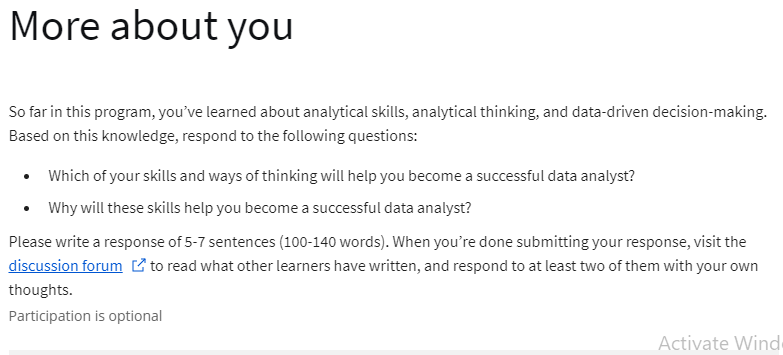 More about you
So far in this program, you’ve learned about analytical skills, analytical thinking, and data-driven decision-making.
Based on this knowledge, respond to the following questions:
• Which of your skills and ways of thinking will help you become a successful data analyst?
• Why will these skills help you become a successful data analyst?
Please write a response of 5-7 sentences (100-140 words). When you’re done submitting your response, visit the
discussion forum to read what other learners have written, and respond to at least two of them with your own
thoughts.
Participation is optional
Activate Wind